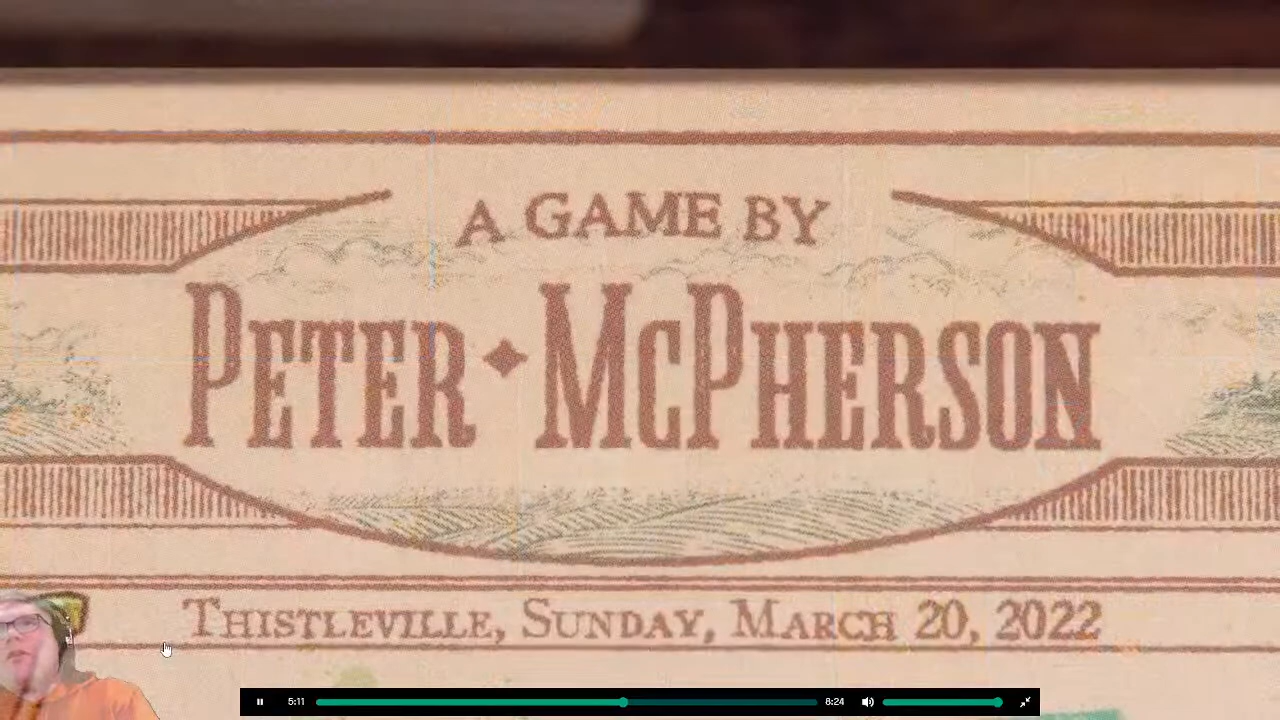 A GAME BY
PETER ✦ MCPHERSON
THISTLEVILLE, SUNDAY, MARCH 20, 2022
5:11
8:24